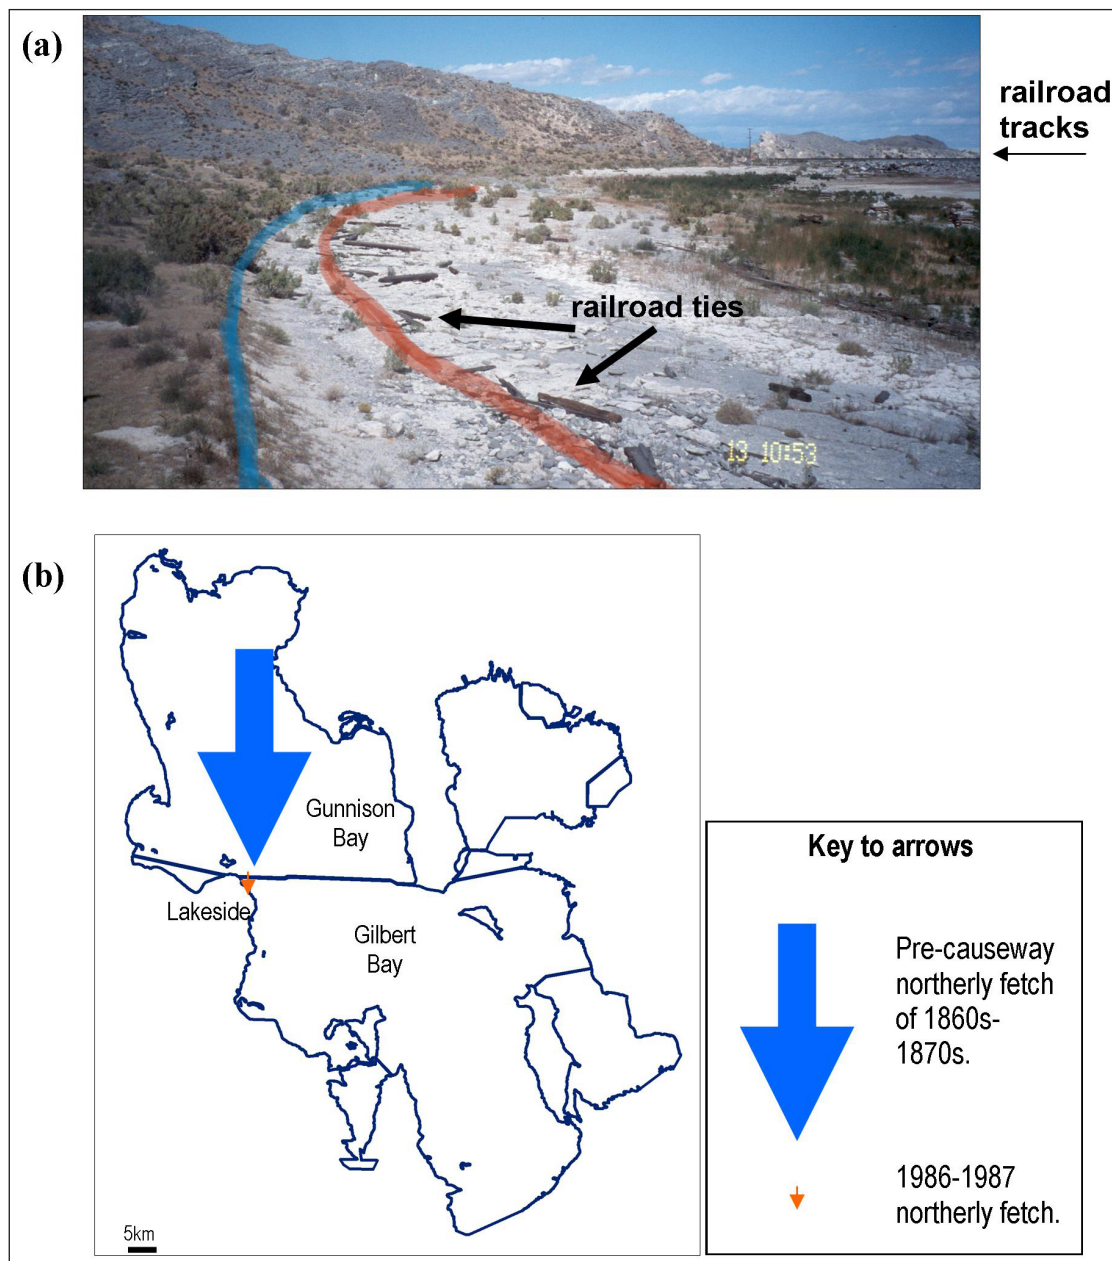 (a)
railroad
tracks
railroad ties
13 10:53
(b)
Gunnison
Bay
Lakeside
Gilbert
Bay
5km
Key to arrows
Pre-causeway
northerly fetch
of 1860s-
1870s.
1986-1987
northerly fetch.